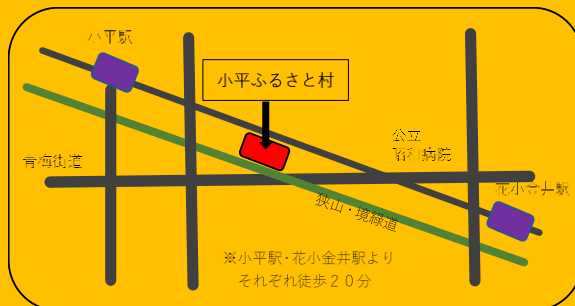 小平駅
小平ふるさと村
公立
昭和病院
青梅街道
花小金井駅
狭山・境緑道
※小平駅・花小金井駅より
それぞれ徒歩２０分